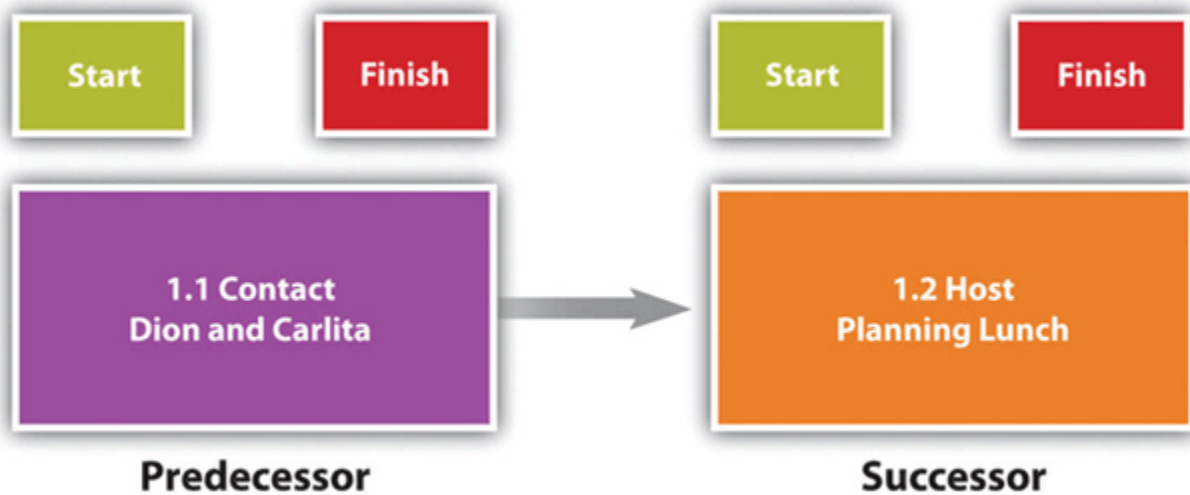 Start
Finish
Start
Finish
1.1 Contact
Dion and Carlita
1.2 Host
Planning Lunch
Predecessor
Successor